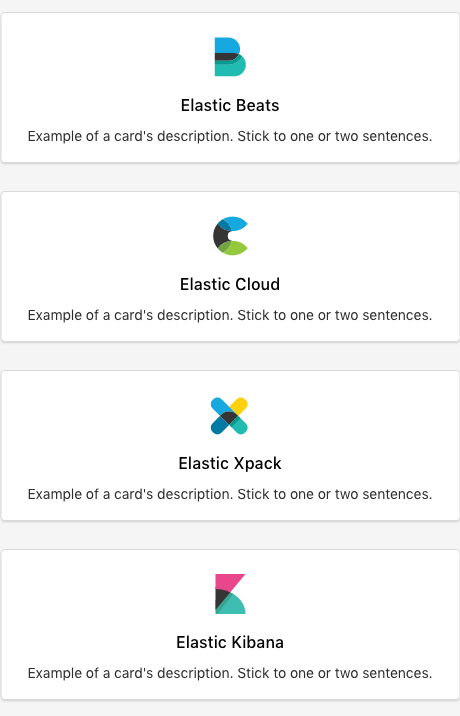 Elastic Beats
Example of a card's description. Stick to one or two sentences.
Elastic Cloud
Example of a card's description. Stick to one or two sentences.
Elastic Xpack
Example of a card's description. Stick to one or two sentences.
Elastic Kibana
Example of a card's description. Stick to one or two sentences.